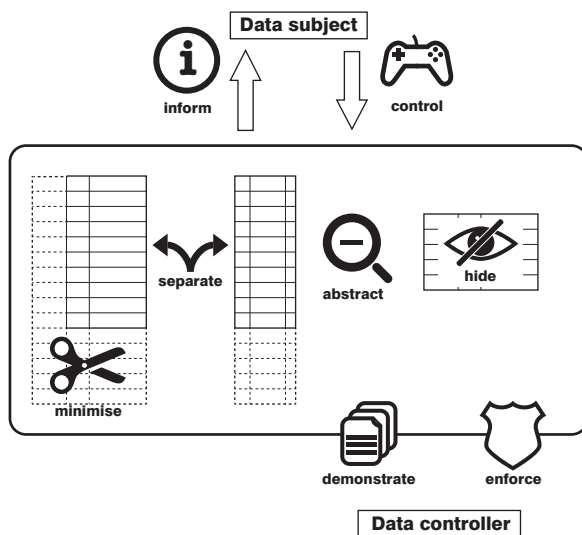 Data subject
inform
control
separate
abstract
hide
minimise
demonstrate
enforce
Data controller